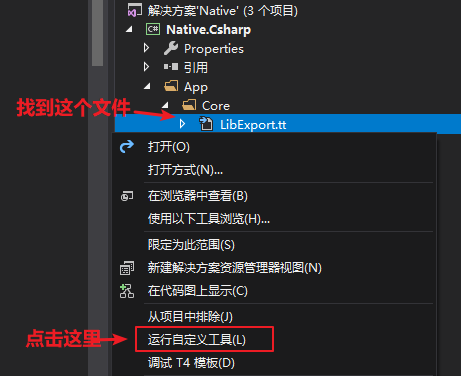 解决方案'Native' (3 个项目)
C# Native.Csharp
Properties
引用
App
Core
找到这个文件
LibExport.tt
打开(O)
打开方式(N)...
在浏览器中查看(B)
使用以下工具浏览(H)...
限定为此范围(S)
新建解决方案资源管理器视图(N)
在代码图上显示(C)
从项目中排除(J)
点击这里
运行自定义工具(L)
调试 T4 模板(D)